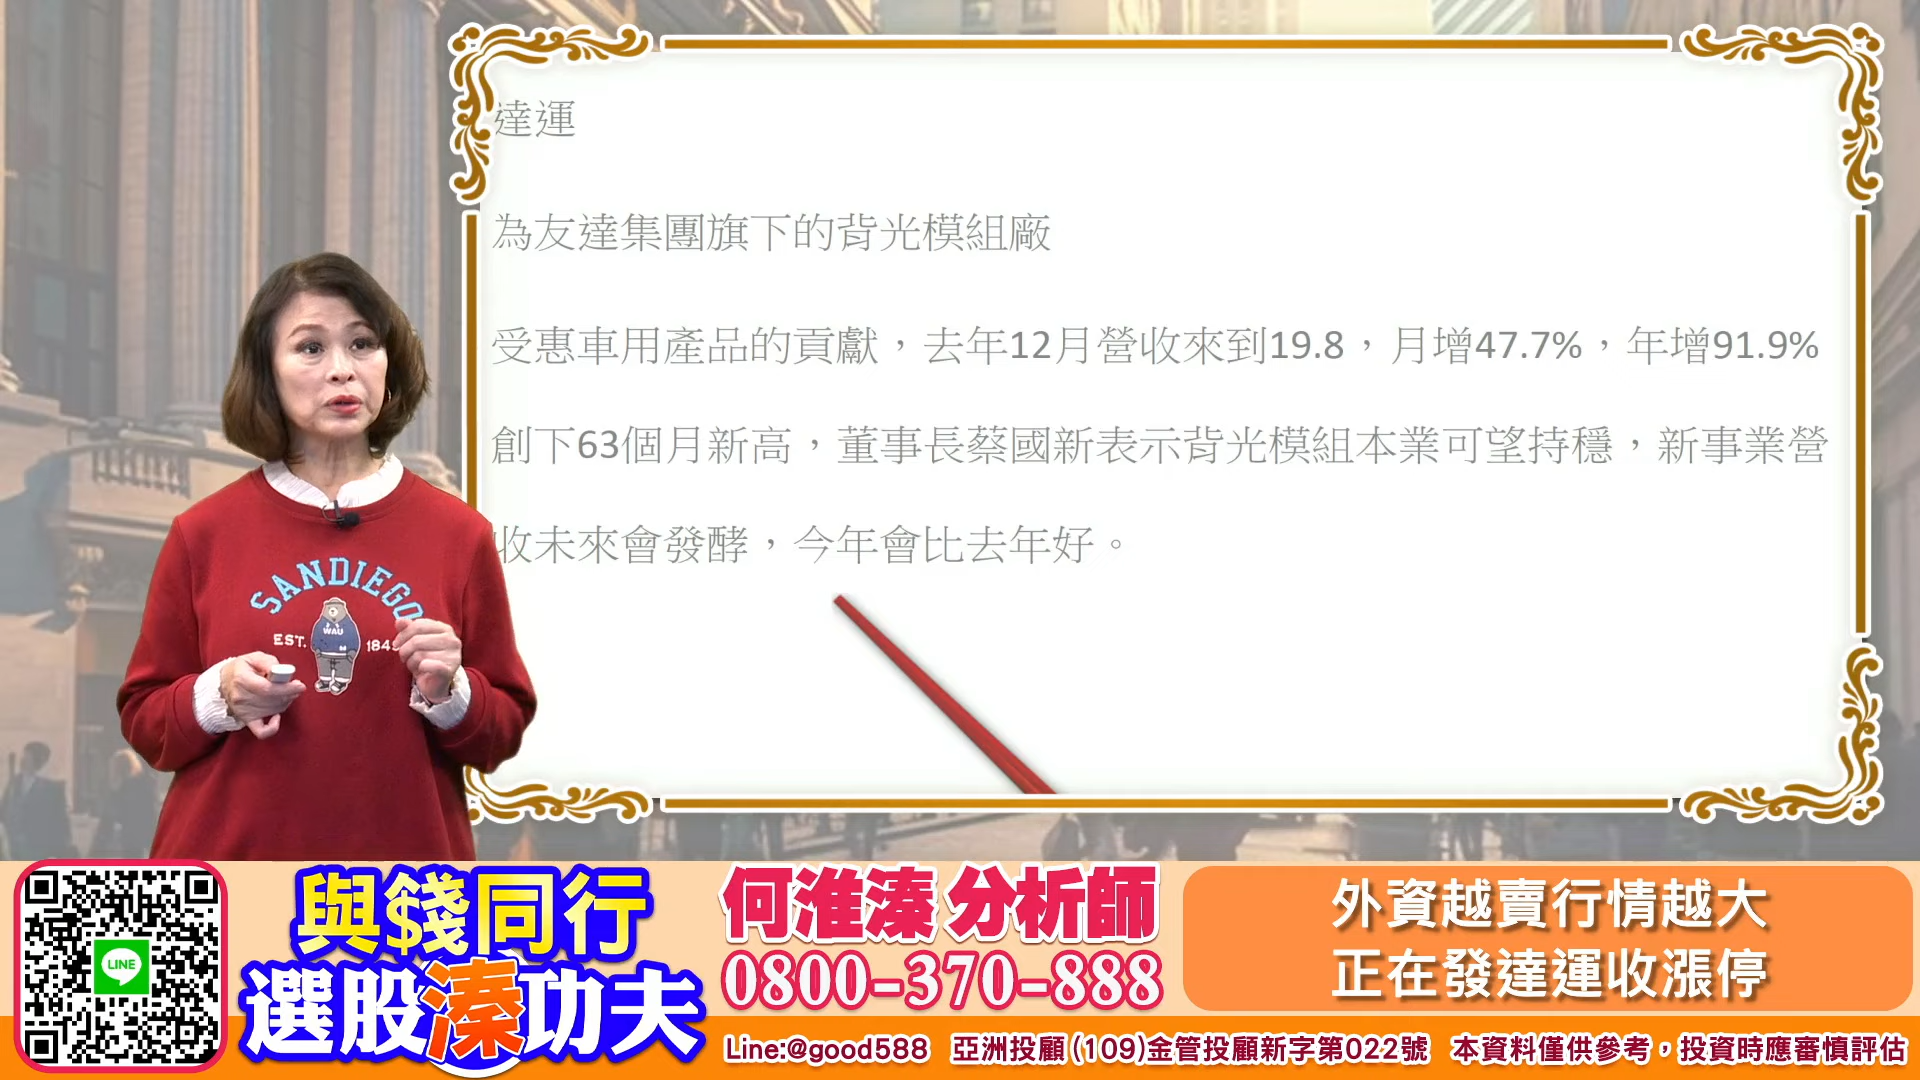 達運
為友達集團旗下的背光模組廠
受惠車用產品的貢獻，去年12月營收來到19.8，月增47.7%，年增91.9%
創下63個月新高，董事長蔡國新表示背光模組本業可望持穩，新事業營
收未來會發酵，今年會比去年好。
SANDIEGO
WAU
EST. 1849
LINE
與錢同行
選股溱功夫
何淮溱 分析師
0800-370-888
外資越賣行情越大
正在發達運收漲停
Line:@good588 亞洲投顧 (109)金管投顧新字第022號 本資料僅供參考，投資時應審慎評估